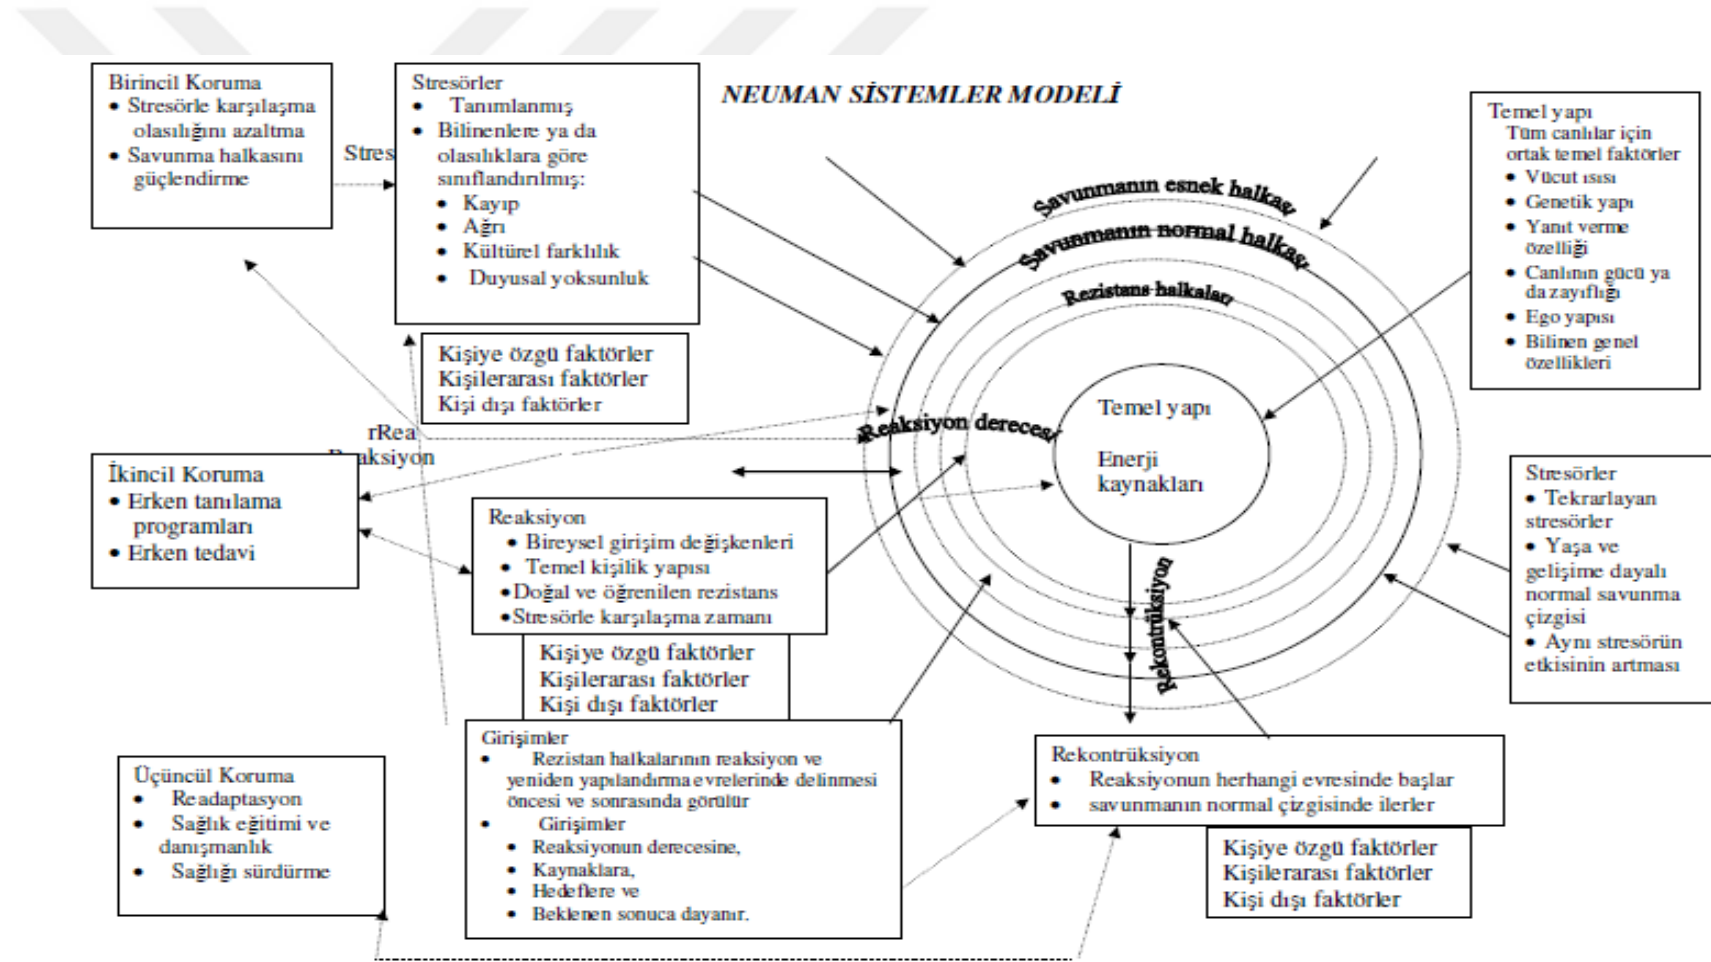 NEUMAN SİSTEMLER MODELİ
Birincil Koruma
• Stresörle karşılaşma
olasılığını azaltma
• Savunma halkasını
güçlendirme
Stres
Stresörler
• Tanımlanmış
• Bilinenlere ya da
olasılıklara göre
sınıflandırılmış:
• Kayıp
• Ağrı
• Kültürel farklılık
• Duyusal yoksunluk
Kişiye özgü faktörler
Kişilerarası faktörler
Kişi dışı faktörler
Savunmanın esnek halkas
Savunmanın normal halkas
Rezistans halkaları
Reaksiyon dereces
Temel yapı
Enerji
kaynakları
Rekontrüksiyon
Temel yapı
Tüm canlılar için
ortak temel faktörler
• Vücut ısısı
• Genetik yapı
• Yanıt verme
özelliği
• Canlının gücü ya
da zayıflığı
• Ego yapısı
• Bilinen genel
özellikleri
rRea
aksiyon
İkincil Koruma
• Erken tanılama
programları
• Erken tedavi
Reaksiyon
• Bireysel girişim değişkenleri
• Temel kişilik yapısı
• Doğal ve öğrenilen rezistans
• Stresörle karşılaşma zamanı
Kişiye özgü faktörler
Kişilerarası faktörler
Kişi dışı faktörler
Stresörler
• Tekrarlayan
stresörler
• Yaşa ve
gelişime dayalı
normal savunma
çizgisi
• Aynı stresörün
etkisinin artması
Üçüncül Koruma
• Readaptasyon
• Sağlık eğitimi ve
danışmanlık
• Sağlığı sürdürme
Girişimler
• Rezistan halkalarının reaksiyon ve
yeniden yapılandırma evrelerinde delinmesi
öncesi ve sonrasında görülür
• Girişimler
• Reaksiyonun derecesine,
• Kaynaklara,
• Hedeflere ve
• Beklenen sonuca dayanır.
Rekontrüksiyon
• Reaksiyonun herhangi evresinde başlar
• savunmanın normal çizgisinde ilerler
Kişiye özgü faktörler
Kişilerarası faktörler
Kişi dışı faktörler